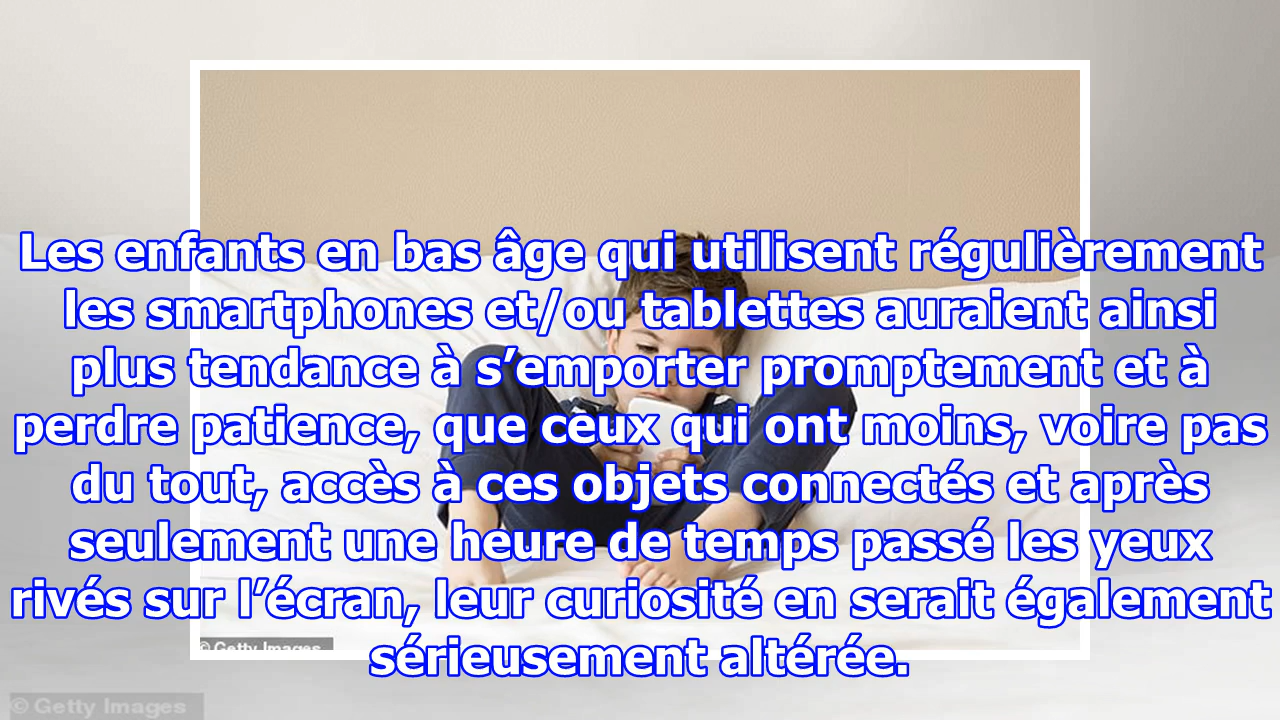 Les enfants en bas âge qui utilisent régulièrement
les smartphones et/ou tablettes auraient ainsi
plus tendance à s’emporter promptement et à
perdre patience, que ceux qui ont moins, voire pas
du tout, accès à ces objets connectés et après
seulement une heure de temps passé les yeux
rivés sur l’écran, leur curiosité en serait également
© Getty Images
sérieusement altérée.
© Getty Images